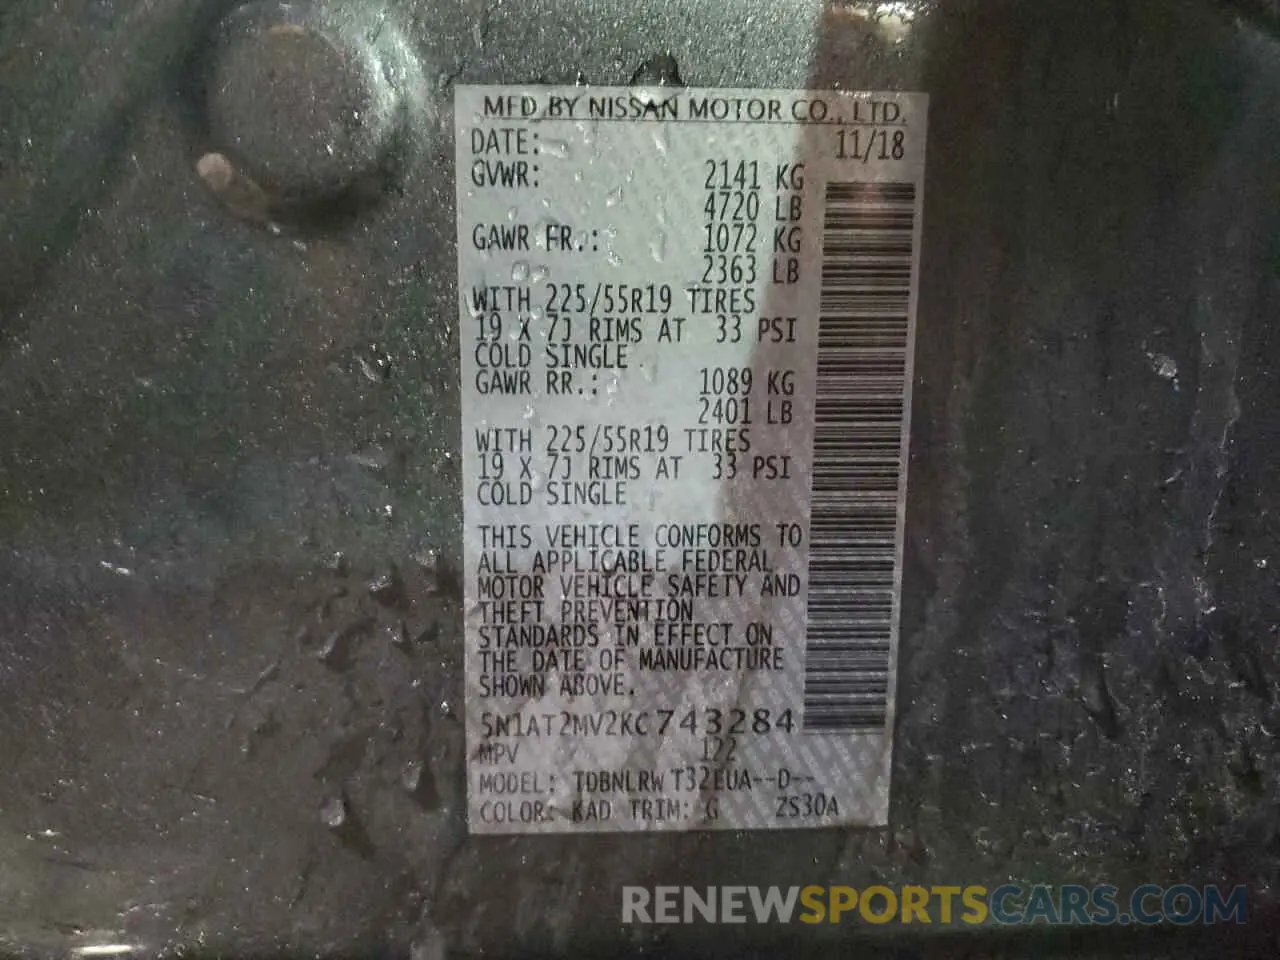 MFD BY NISSAN MOTOR CO., LTD.
DATE: 11/18
GVWR: 2141 KG
4720 LB
GAWR FR.: 1072 KG
2363 LB
WITH 225/55R19 TIRES
19 X 7J RIMS AT 33 PSI
COLD SINGLE
GAWR RR.: 1089 KG
2401 LB
WITH 225/55R19 TIRES
19 X 7J RIMS AT 33 PSI
COLD SINGLE
THIS VEHICLE CONFORMS TO
ALL APPLICABLE FEDERAL
MOTOR VEHICLE SAFETY AND
THEFT PREVENTION
STANDARDS IN EFFECT ON
THE DATE OF MANUFACTURE
SHOWN ABOVE.
5N1AT2MV2KC743284
MPV 122
MODEL: TDBNLRW T32EUA--D--
COLOR: KAD TRIM: G ZS30A
RENEWSPORTSCARS.COM